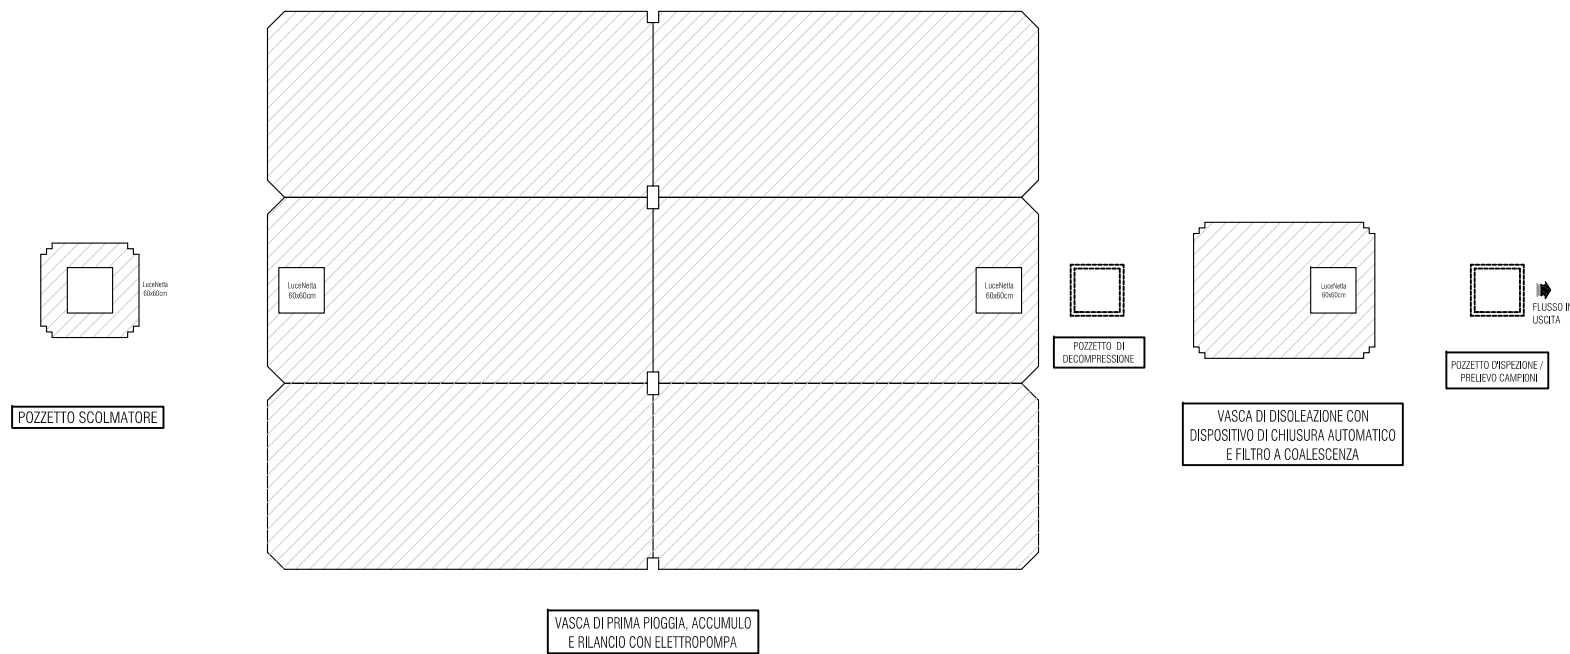 LuceNetta
60x60cm
POZZETTO SCOLMATORE
LuceNetta
60x60cm
LuceNetta
60x60cm
VASCA DI PRIMA PIOGGIA, ACCUMULO
E RILANCIO CON ELETTROPOMPA
POZZETTO DI
DECOMPRESSIONE
LuceNetta
60x60cm
VASCA DI DISOLEAZIONE CON
DISPOSITIVO DI CHIUSURA AUTOMATICO
E FILTRO A COALESCENZA
FLUSSO IN
USCITA
POZZETTO D'ISPEZIONE /
PRELIEVO CAMPIONI